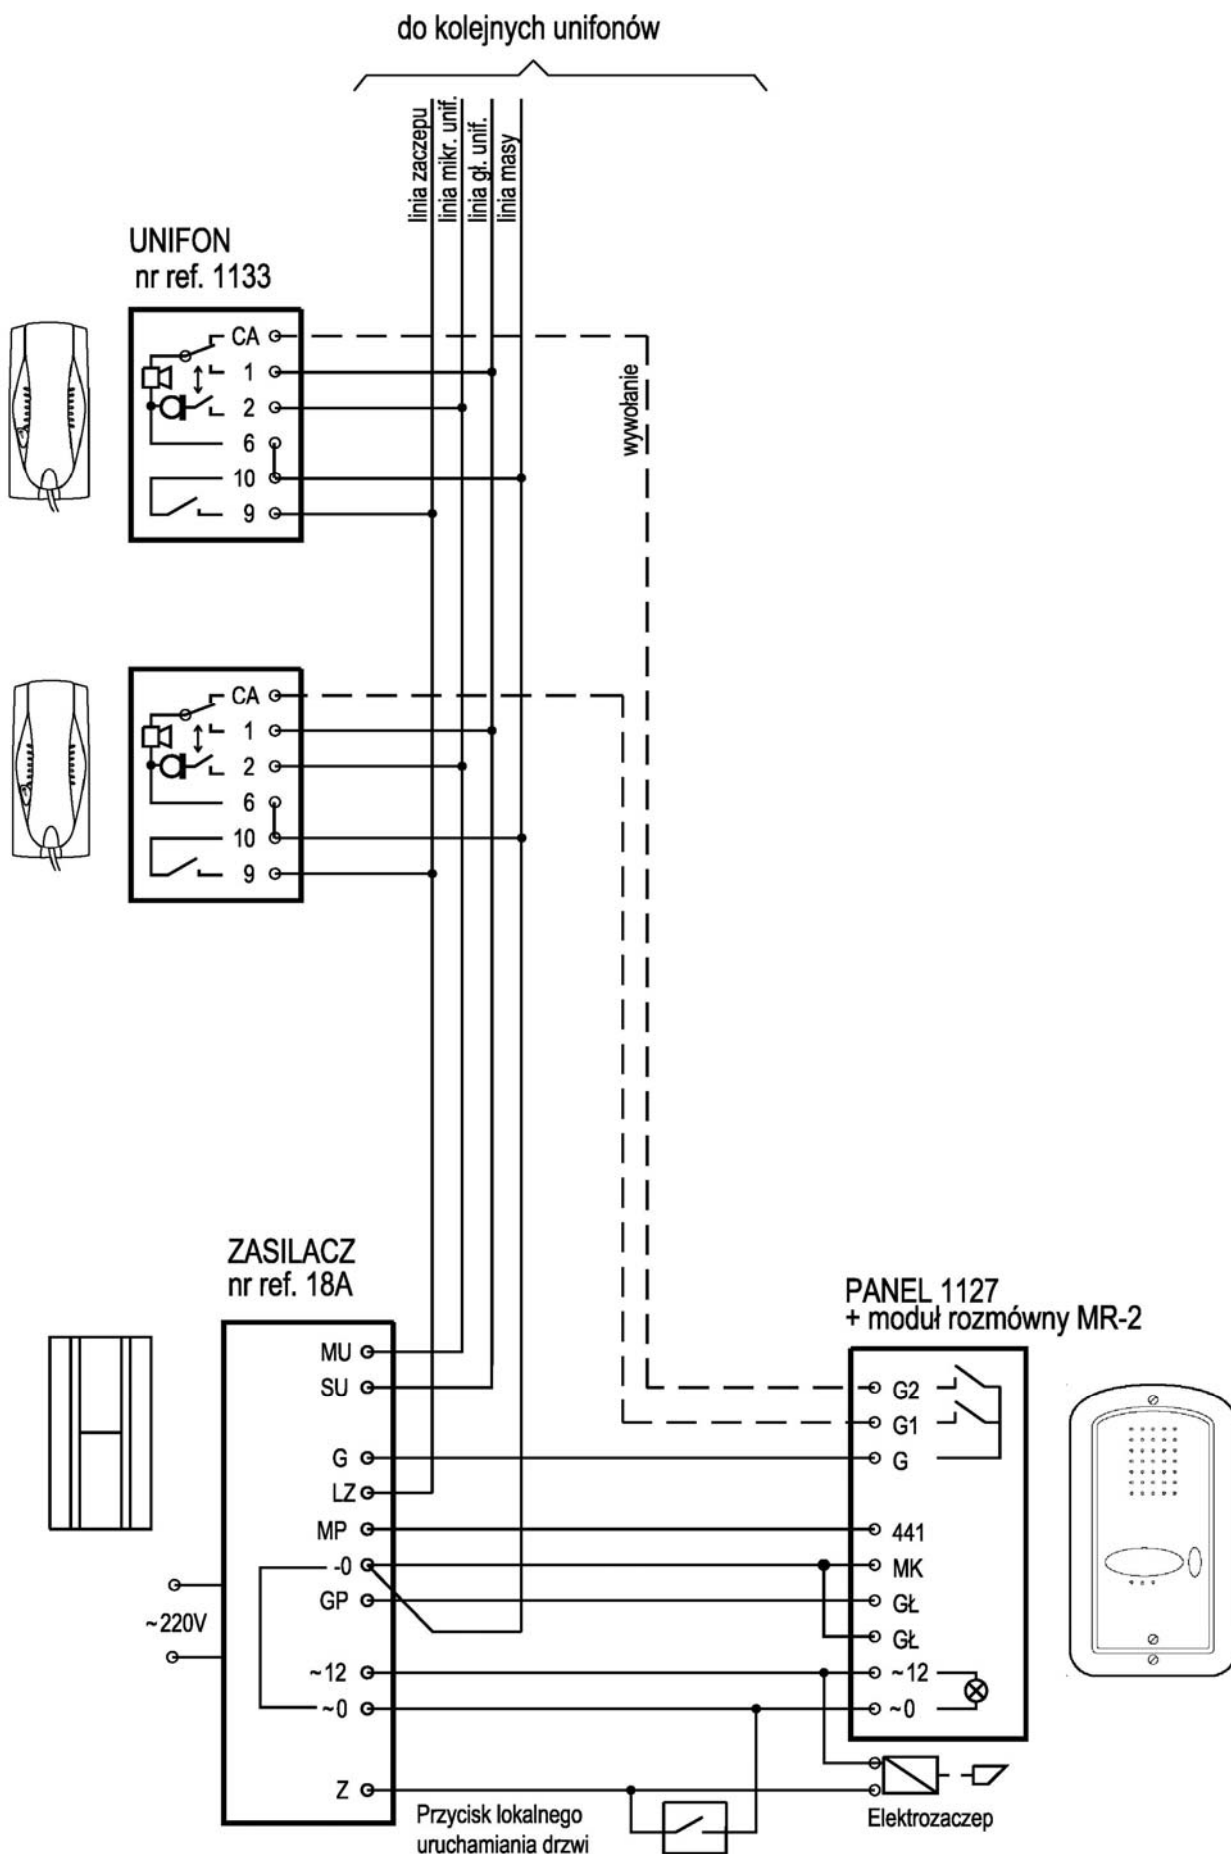 do kolejnych unifonów
linia zaczepu
linia mikr. unif.
linia gł. unif.
linia masy
UNIFON
nr ref. 1133
CA
1
2
6
10
9
wywołanie
CA
1
2
6
10
9
ZASILACZ
nr ref. 18A
MU
SU
G
LZ
MP
-0
GP
~12
~0
Z
~220V
PANEL 1127
+ moduł rozmówny MR-2
G2
G1
G
441
MK
GŁ
GŁ
~12
~0
Elektrozaczep
Przycisk lokalnego
uruchamiania drzwi